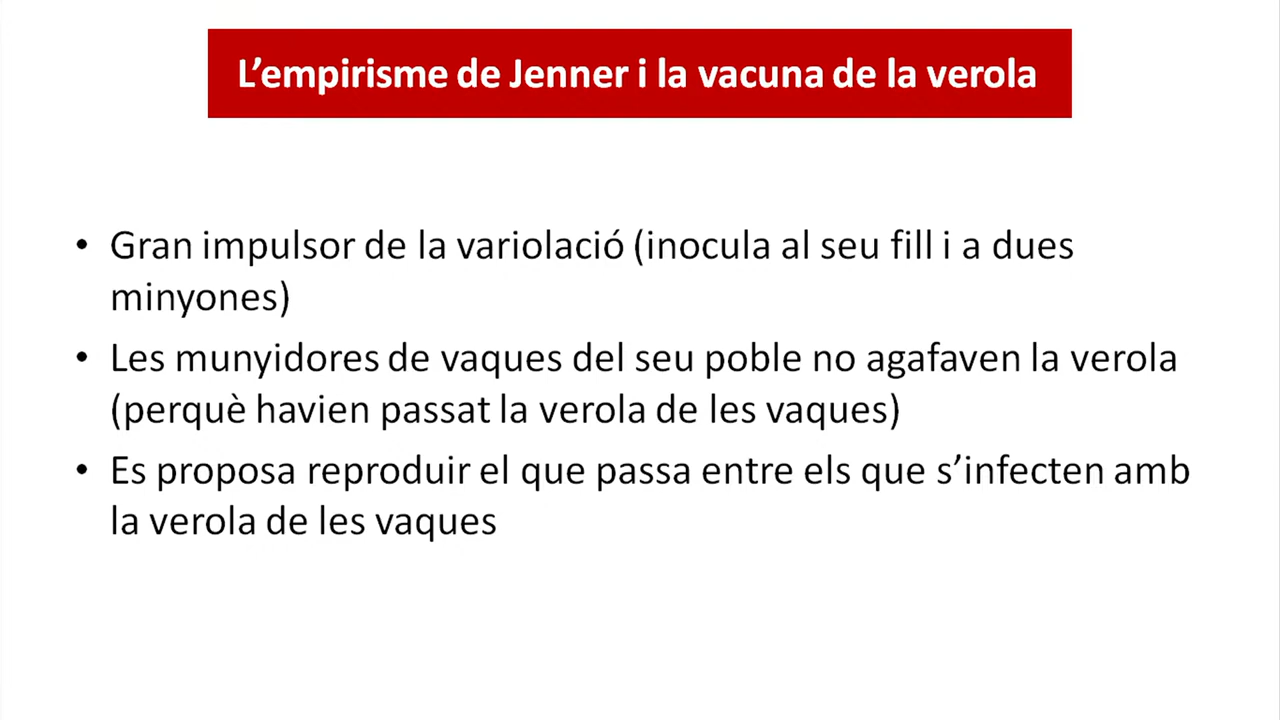 L’empirisme de Jenner i la vacuna de la verola
• Gran impulsor de la variolació (inocula al seu fill i a dues
minyones)
• Les munyidores de vaques del seu poble no agafaven la verola
(perquè havien passat la verola de les vaques)
• Es proposa reproduir el que passa entre els que s’infecten amb
la verola de les vaques